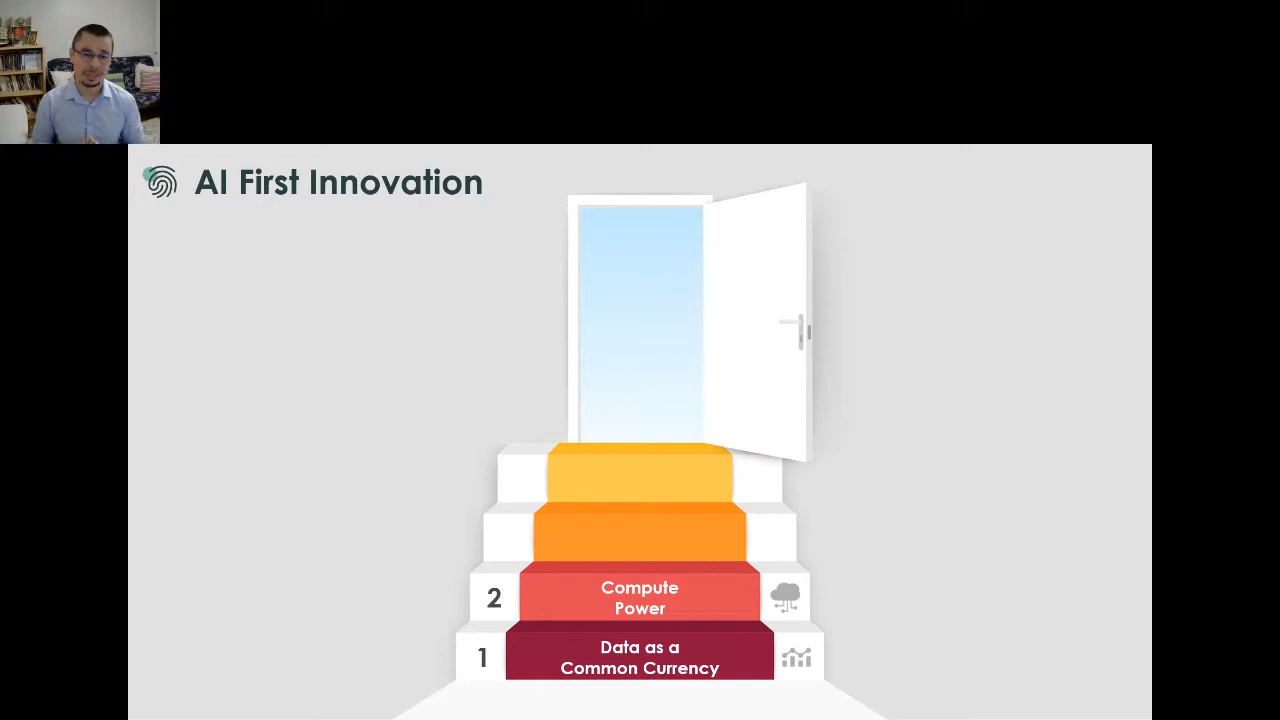 AI First Innovation
2
Compute
Power
1
Data as a
Common Currency